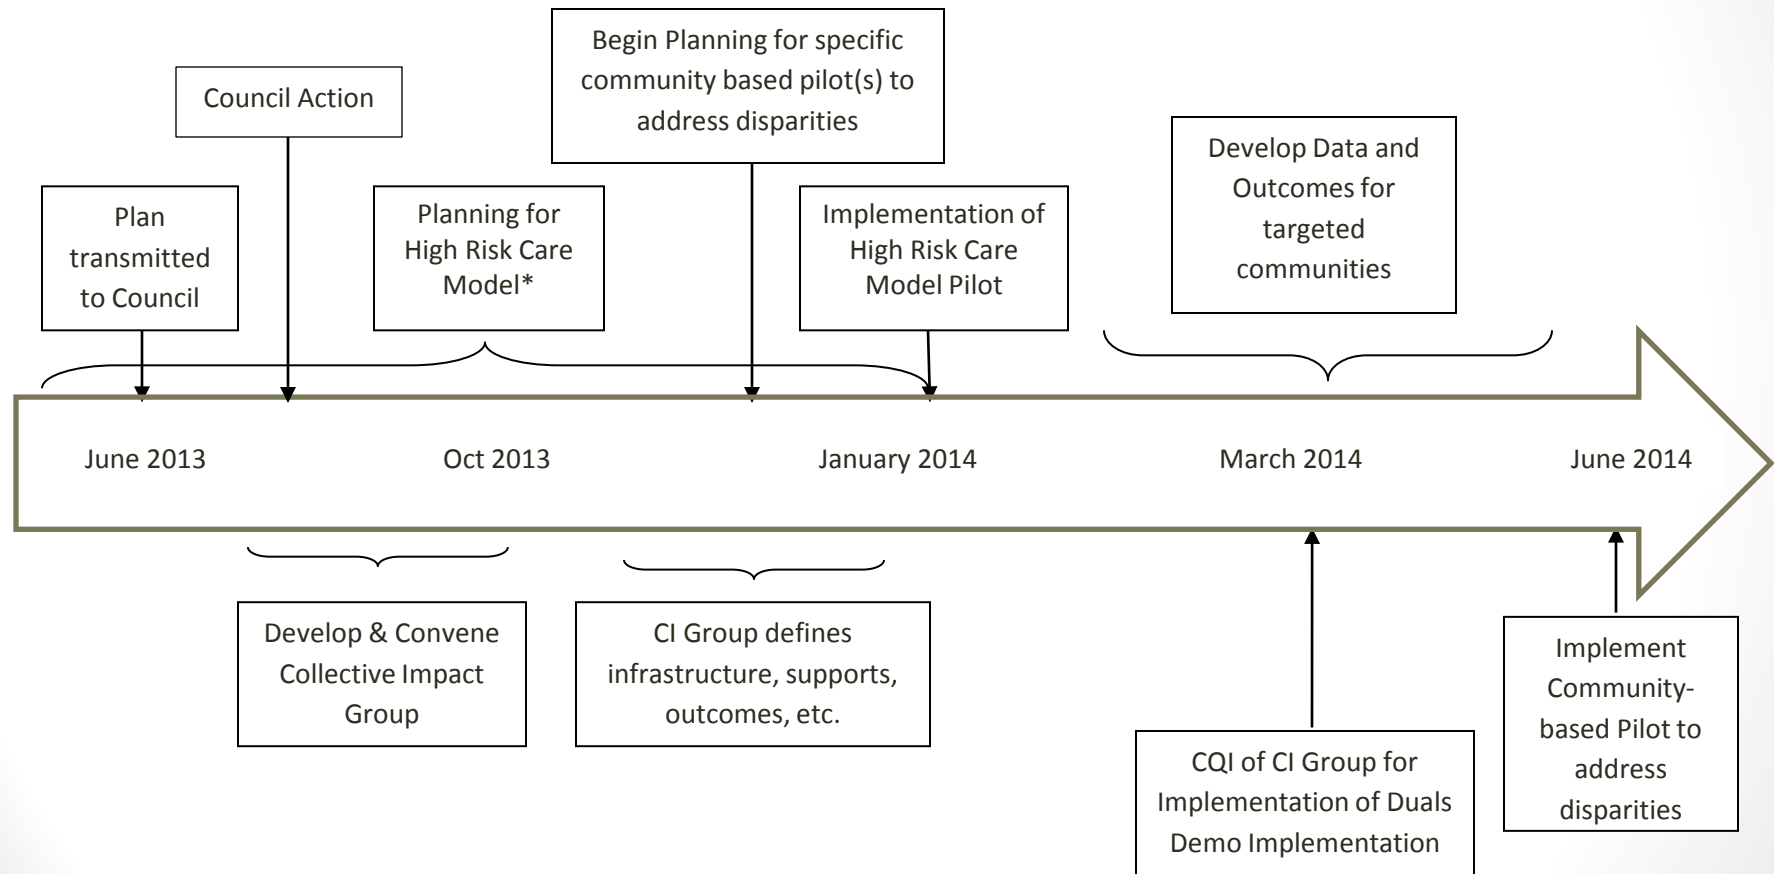 Begin Planning for specific
community based pilot(s) to
address disparities
Council Action
Develop Data and
Outcomes for
targeted
communities
Plan
transmitted
to Council
Planning for
High Risk Care
Model*
Implementation of
High Risk Care
Model Pilot
June 2013
Oct 2013
January 2014
March 2014
June 2014
Develop & Convene
Collective Impact
Group
CI Group defines
infrastructure, supports,
outcomes, etc.
CQI of CI Group for
Implementation of Duals
Demo Implementation
Implement
Community-
based Pilot to
address
disparities